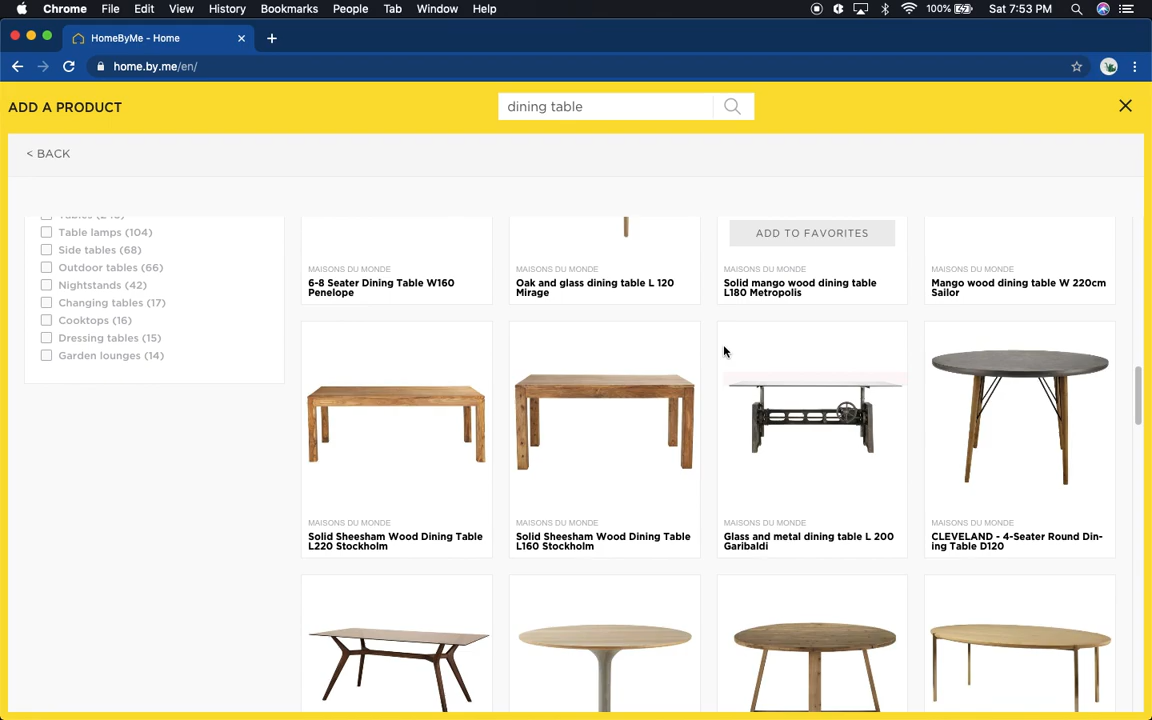 Chrome File Edit View History Bookmarks People Tab Window Help 100% Sat 7:53 PM
HomeByMe - Home
home.by.me/en/
ADD A PRODUCT
dining table
< BACK
Table lamps (104)
Side tables (68)
Outdoor tables (66)
Nightstands (42)
Changing tables (17)
Cooktops (16)
Dressing tables (15)
Garden lounges (14)
ADD TO FAVORITES
MAISONS DU MONDE
6-8 Seater Dining Table W160
Penelope
MAISONS DU MONDE
Oak and glass dining table L 120
Mirage
MAISONS DU MONDE
Solid mango wood dining table
L180 Metropolis
MAISONS DU MONDE
Mango wood dining table W 220cm
Sailor
MAISONS DU MONDE
Solid Sheesham Wood Dining Table
L220 Stockholm
MAISONS DU MONDE
Solid Sheesham Wood Dining Table
L160 Stockholm
MAISONS DU MONDE
Glass and metal dining table L 200
Garibaldi
MAISONS DU MONDE
CLEVELAND - 4-Seater Round Din-
ing Table D120